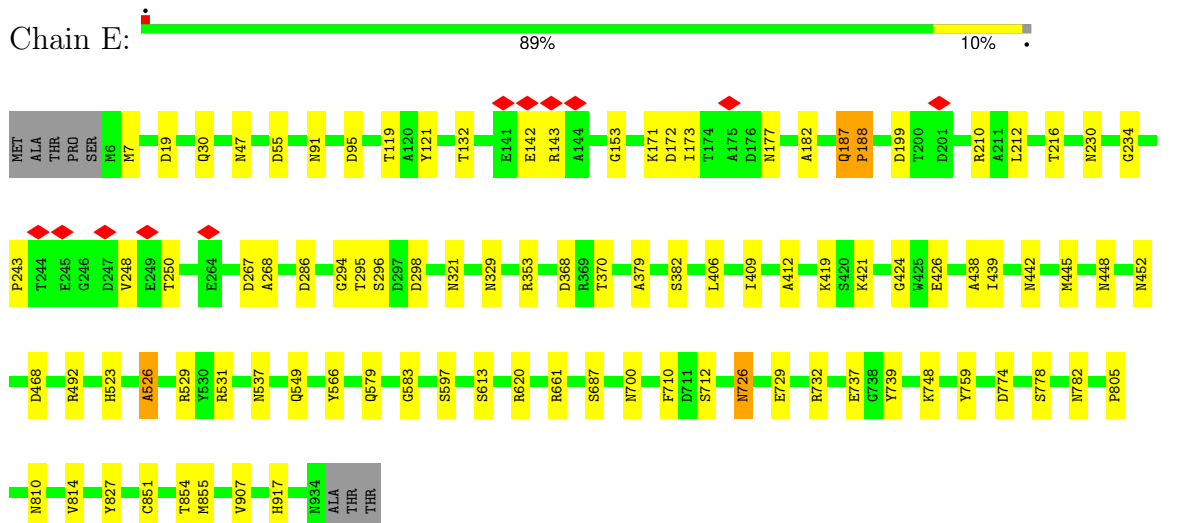 Chain E:
89%
10%
MET ALA THR PRO SER M6 M7 D19 Q30 N47 D55 N91 D95 T119 A120 Y121 T132 E141 E142 R143 A144 G153 K171 D172 I173 T174 A175 D176 N177 A182 Q187 P188 D199 T200 D201 R210 A211 L212 T216 N230 G234
P243 T244 E245 G246 D247 V248 E249 T250 E264 D267 A268 D286 G294 T295 S296 D297 D298 N321 N329 R353 D368 R369 T370 A379 S382 L406 I409 A412 K419 S420 K421 G424 W425 E426 A438 I439 N442 M445 N448 N452
D468 R492 H523 A526 R529 Y530 R531 N537 Q549 Y566 Q579 G583 S597 S613 R620 R661 S687 N700 F710 D711 S712 N726 E729 R732 E737 G738 Y739 K748 Y759 D774 S778 N782 P805
N810 V814 Y827 C851 T854 M855 V907 H917 N934 ALA THR THR